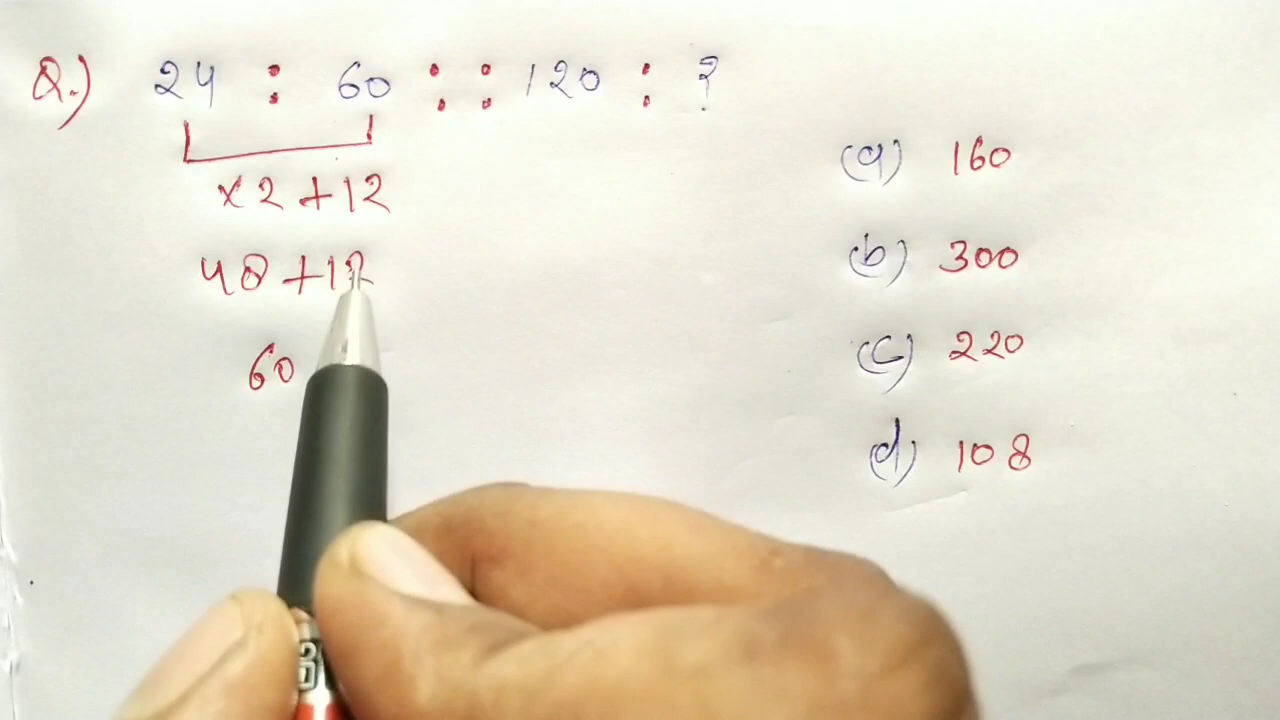 Q.) 24 : 60 :: 120 : ?
×2+12
48+12
60
(a) 160
(b) 300
(c) 220
(d) 108